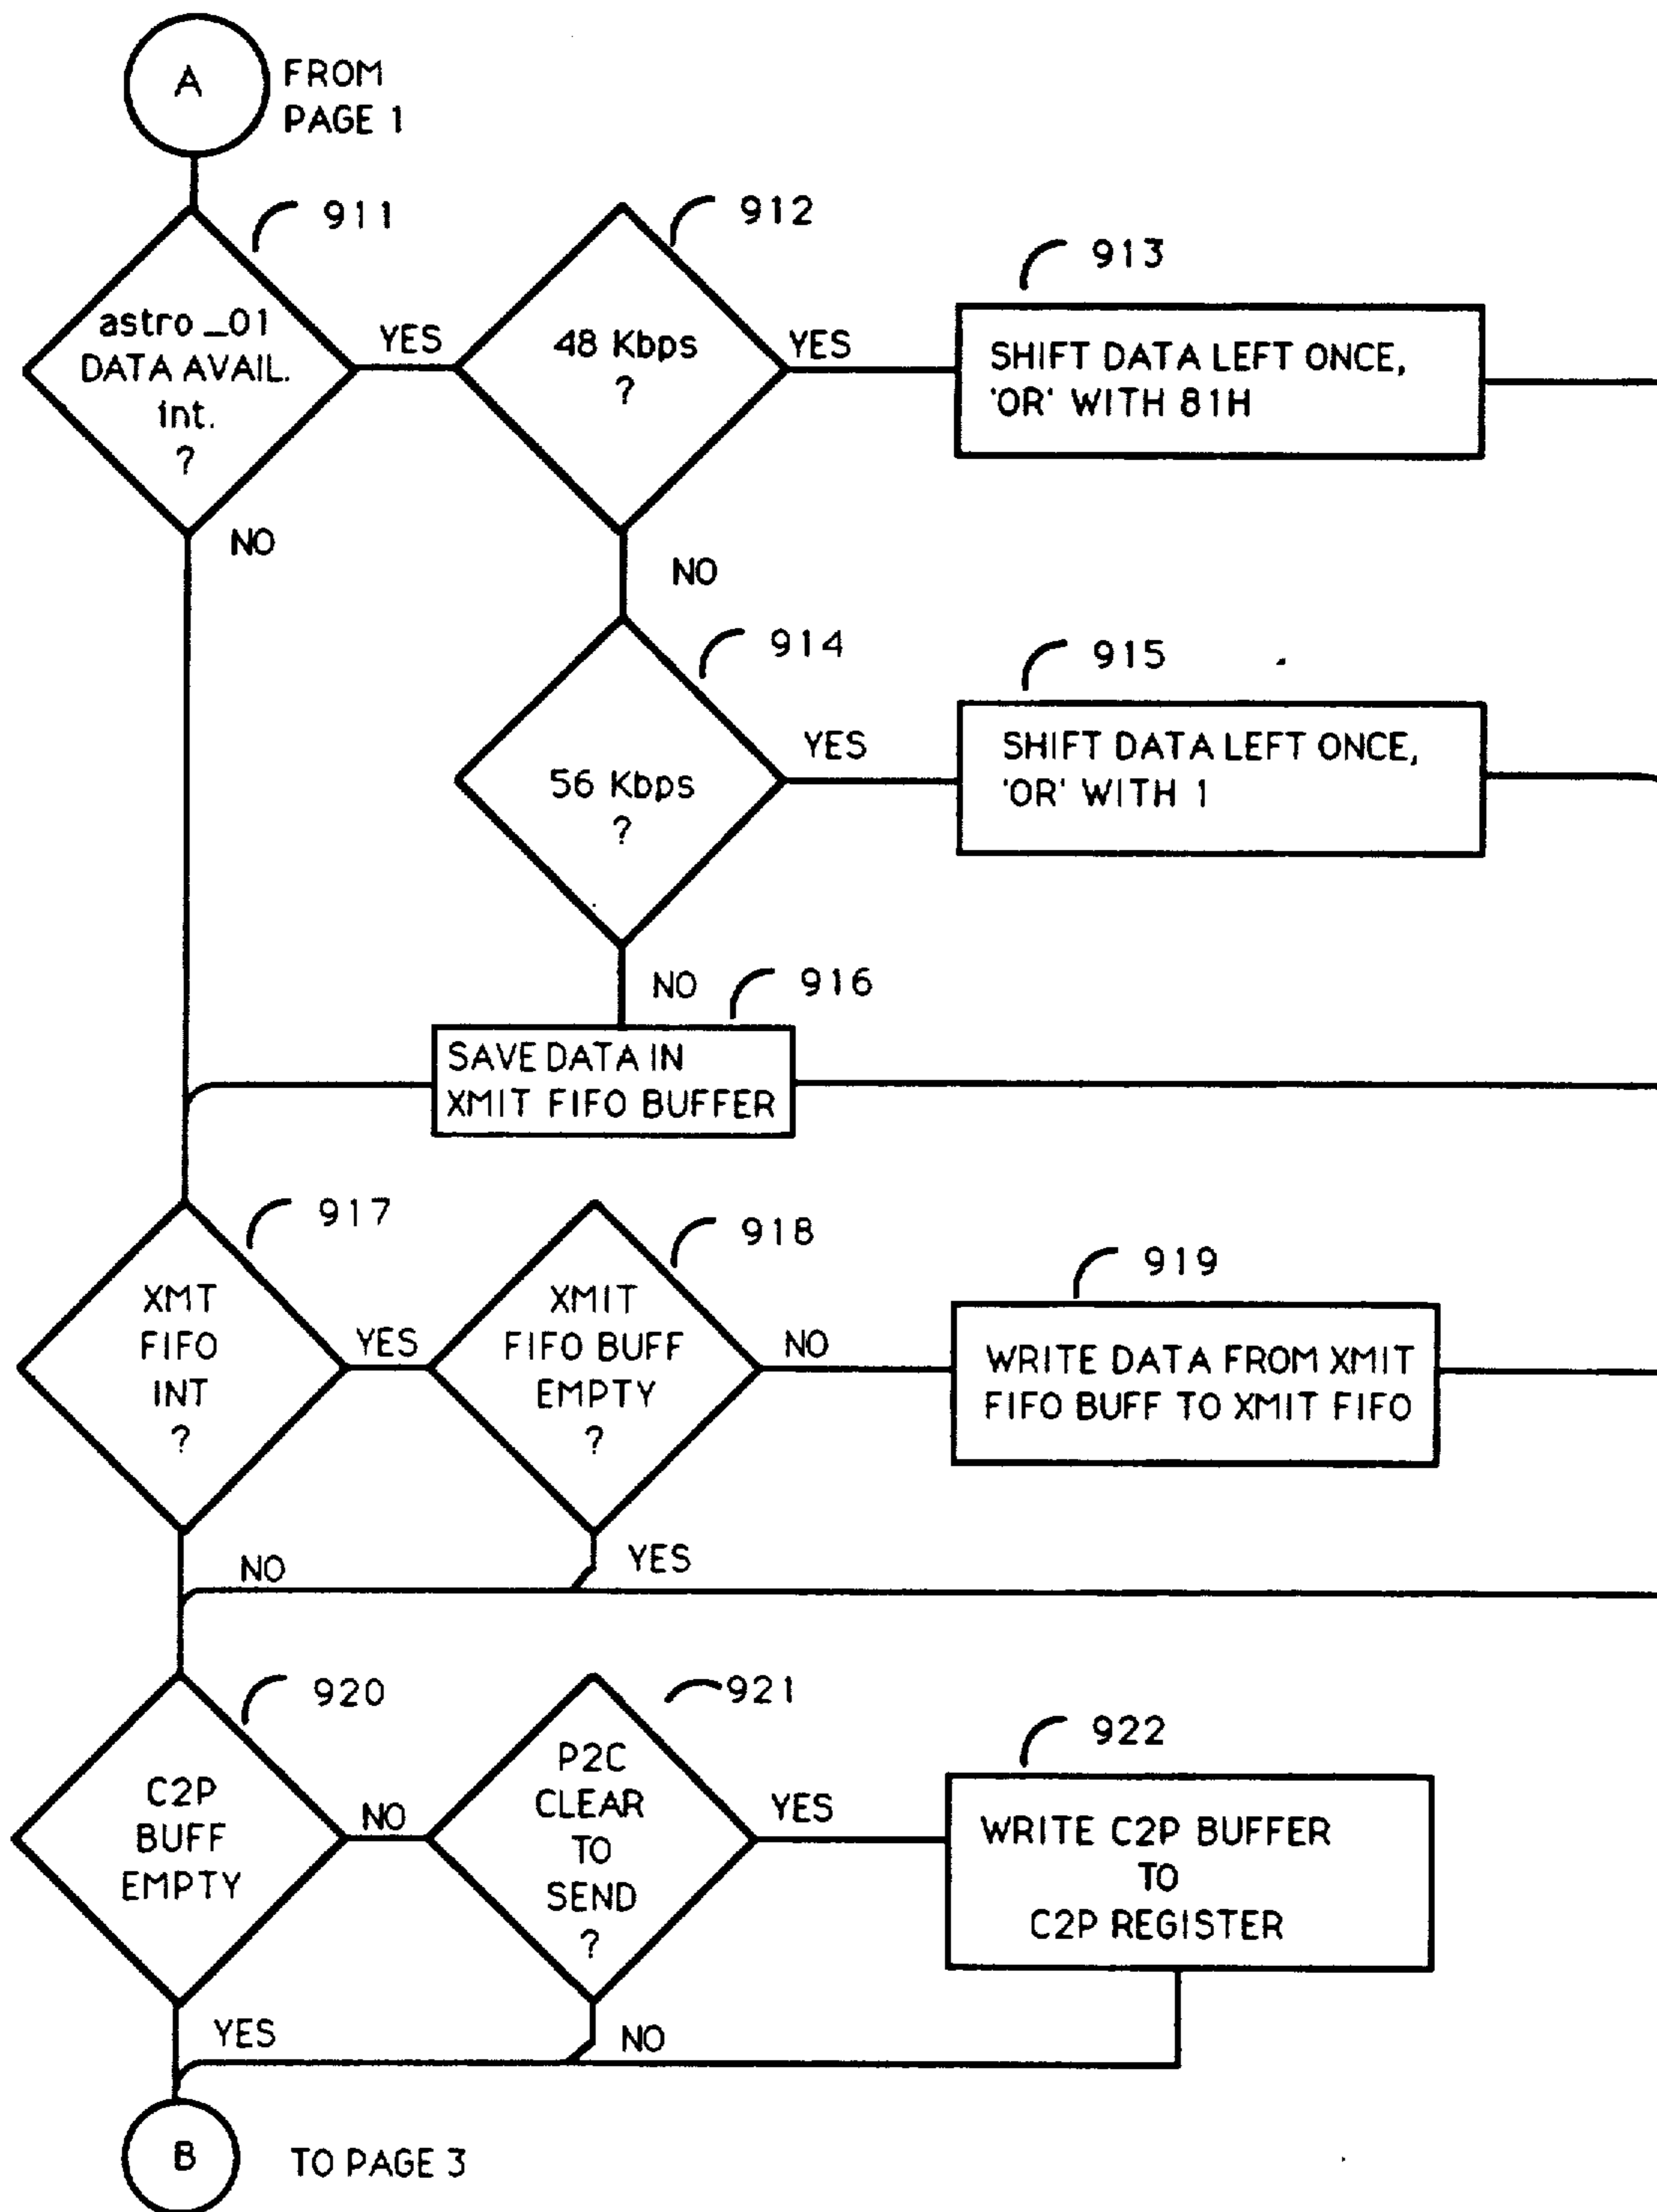 A
FROM
PAGE 1
911
astro_01
DATA AVAIL.
int.
?
YES
NO
912
48 Kbps
?
YES
NO
913
SHIFT DATA LEFT ONCE,
'OR' WITH 81H
914
56 Kbps
?
YES
NO
915
SHIFT DATA LEFT ONCE,
'OR' WITH 1
916
SAVE DATA IN
XMIT FIFO BUFFER
917
XMT
FIFO
INT
?
YES
NO
918
XMIT
FIFO BUFF
EMPTY
?
NO
YES
919
WRITE DATA FROM XMIT
FIFO BUFF TO XMIT FIFO
920
C2P
BUFF
EMPTY
NO
YES
921
P2C
CLEAR
TO
SEND
?
YES
NO
922
WRITE C2P BUFFER
TO
C2P REGISTER
B
TO PAGE 3